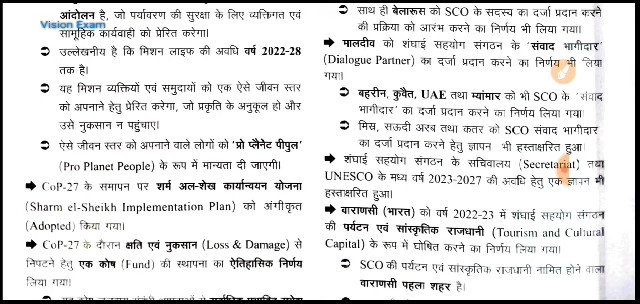 आंदोलन है, जो पर्यावरण की सुरक्षा के लिए व्यक्तिगत एवं
Vision Exam
सामूहिक कार्यवाही को प्रेरित करेगा।
उल्लेखनीय है कि मिशन लाइफ की अवधि वर्ष 2022-28
तक है।
यह मिशन व्यक्तियों एवं समुदायों को एक ऐसे जीवन स्तर
को अपनाने हेतु प्रेरित करेगा, जो प्रकृति के अनुकूल हो और
उसे नुकसान न पहुंचाए।
ऐसे जीवन स्तर को अपनाने वाले लोगों को 'प्रो प्लैनेट पीपुल'
(Pro Planet People) के रूप में मान्यता दी जाएगी।
CoP-27 के समापन पर शर्म अल-शेख कार्यान्वयन योजना
(Sharm el-Sheikh Implementation Plan) को अंगीकृत
(Adopted) किया गया।
CoP-27 के दौरान क्षति एवं नुकसान (Loss & Damage) से
निपटने हेतु एक कोष (Fund) की स्थापना का ऐतिहासिक निर्णय
लिया गया।
साथ ही बेलारूस को SCO के सदस्य का दर्जा प्रदान करने
की प्रक्रिया को आरंभ करने का निर्णय भी लिया गया।
मालदीव को शंघाई सहयोग संगठन के 'संवाद भागीदार'
(Dialogue Partner) का दर्जा प्रदान करने का निर्णय भी लिया
गया।
बहरीन, कुवैत, UAE तथा म्यांमार को भी SCO के 'संवाद
भागीदार' का दर्जा प्रदान करने का निर्णय लिया गया।
मिस्र, सऊदी अरब तथा कतर को SCO संवाद भागीदार
का दर्जा प्रदान करने हेतु ज्ञापन भी हस्ताक्षरित हुआ।
शंघाई सहयोग संगठन के सचिवालय (Secretariat) तथा
UNESCO के मध्य वर्ष 2023-2027 की अवधि हेतु एक ज्ञापन भी
हस्ताक्षरित हुआ।
वाराणसी (भारत) को वर्ष 2022-23 में शंघाई सहयोग संगठन
की पर्यटन एवं सांस्कृतिक राजधानी (Tourism and Cultural
Capital) के रूप में घोषित करने का निर्णय लिया गया।
SCO की पर्यटन एवं सांस्कृतिक राजधानी नामित होने वाला
वाराणसी पहला शहर है।